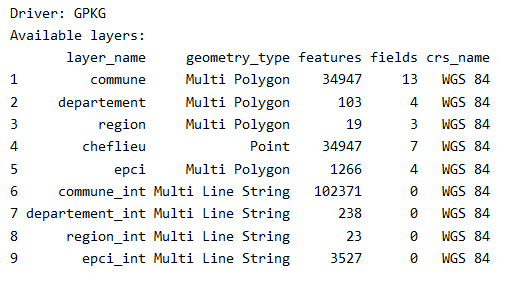 Driver: GPKG
Available layers:
layer_name geometry_type features fields crs_name
1 commune Multi Polygon 34947 13 WGS 84
2 departement Multi Polygon 103 4 WGS 84
3 region Multi Polygon 19 3 WGS 84
4 cheflieu Point 34947 7 WGS 84
5 epci Multi Polygon 1266 4 WGS 84
6 commune_int Multi Line String 102371 0 WGS 84
7 departement_int Multi Line String 238 0 WGS 84
8 region_int Multi Line String 23 0 WGS 84
9 epci_int Multi Line String 3527 0 WGS 84